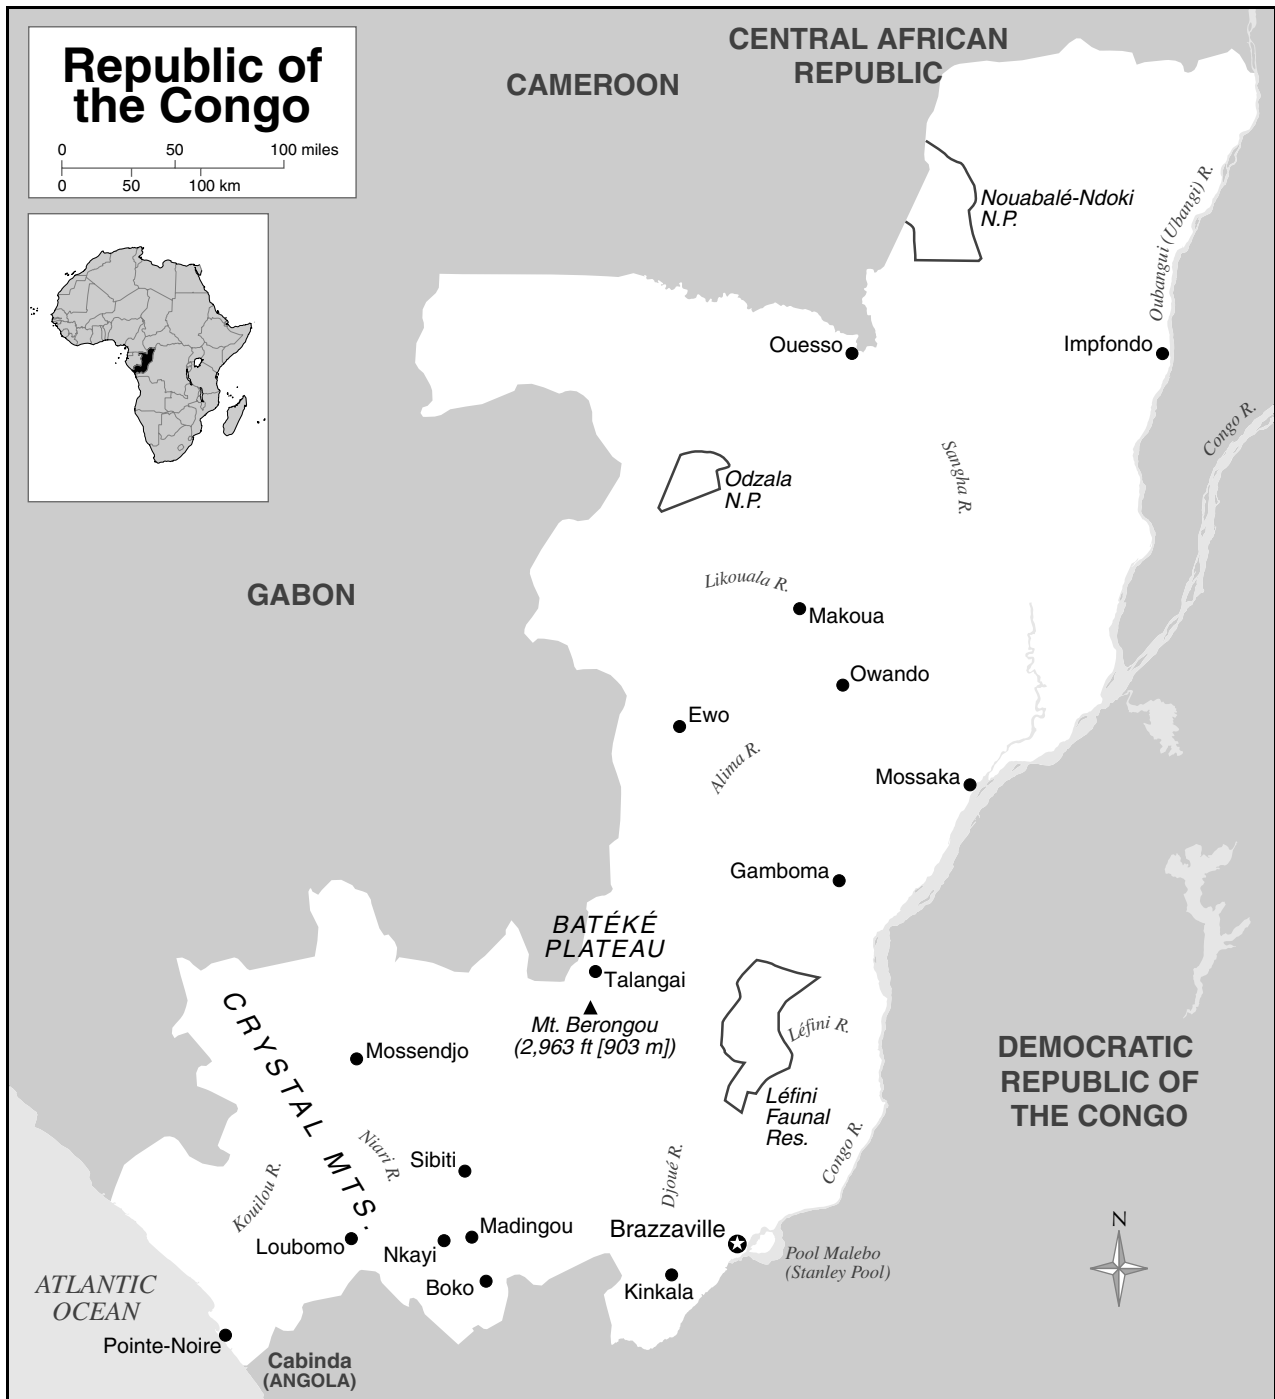 Republic of
the Congo
0 50 100 miles
0 50 100 km
CENTRAL AFRICAN
REPUBLIC
CAMEROON
Nouabalé-Ndoki
N.P.
Oubangui (Ubangi) R.
Ouesso
Impfondo
Congo R.
Sangha R.
Odzala
N.P.
Likouala R.
GABON
Makoua
Owando
Ewo
Alima R.
Mossaka
Gamboma
BATÉKÉ
PLATEAU
Talangai
Mt. Berongou
(2,963 ft [903 m])
Léfini R.
CRYSTAL MTS.
Mossendjo
DEMOCRATIC
REPUBLIC OF
THE CONGO
Léfini
Faunal
Res.
Niari R.
Sibiti
Djoué R.
Congo R.
Kouilou R.
Madingou
Brazzaville
Loubomo
Nkayi
N
Pool Malebo
(Stanley Pool)
Boko
Kinkala
ATLANTIC
OCEAN
Pointe-Noire
Cabinda
(ANGOLA)